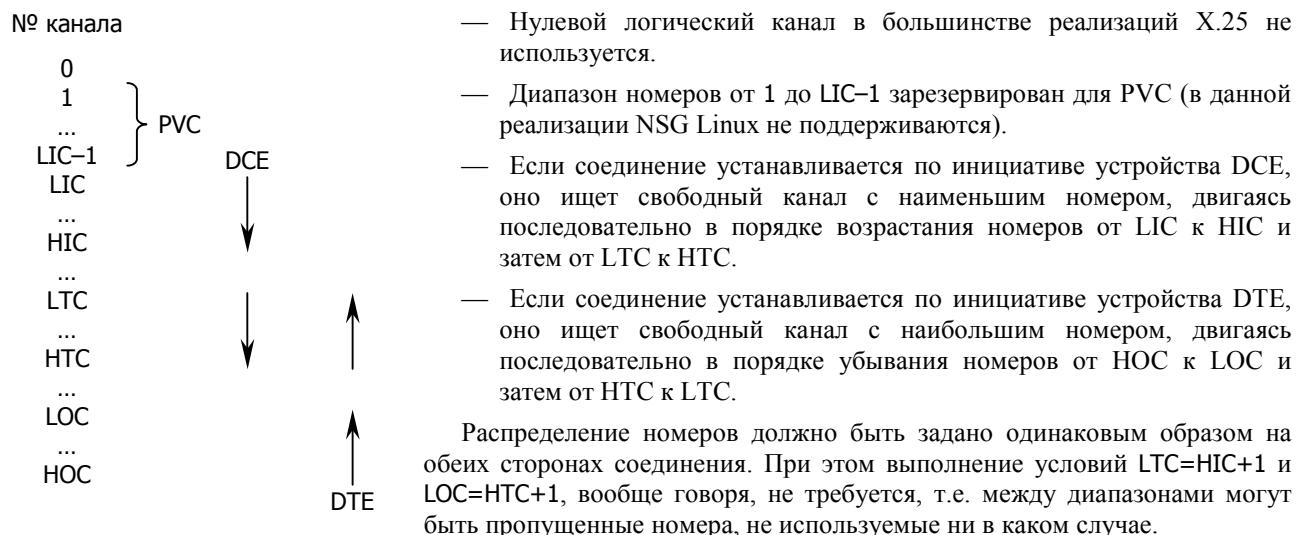 № канала
0
1
...
LIC–1
LIC
...
HIC
...
LTC
...
HTC
...
LOC
...
HOC
PVC
DCE
DTE
— Нулевой логический канал в большинстве реализаций X.25 не
используется.
— Диапазон номеров от 1 до LIC–1 зарезервирован для PVC (в данной
реализации NSG Linux не поддерживаются).
— Если соединение устанавливается по инициативе устройства DCE,
оно ищет свободный канал с наименьшим номером, двигаясь
последовательно в порядке возрастания номеров от LIC к HIC и
затем от LTC к HTC.
— Если соединение устанавливается по инициативе устройства DTE,
оно ищет свободный канал с наибольшим номером, двигаясь
последовательно в порядке убывания номеров от HOC к LOC и
затем от HTC к LTC.
Распределение номеров должно быть задано одинаковым образом на
обеих сторонах соединения. При этом выполнение условий LTC=HIC+1 и
LOC=HTC+1, вообще говоря, не требуется, т.е. между диапазонами могут
быть пропущенные номера, не используемые ни в каком случае.